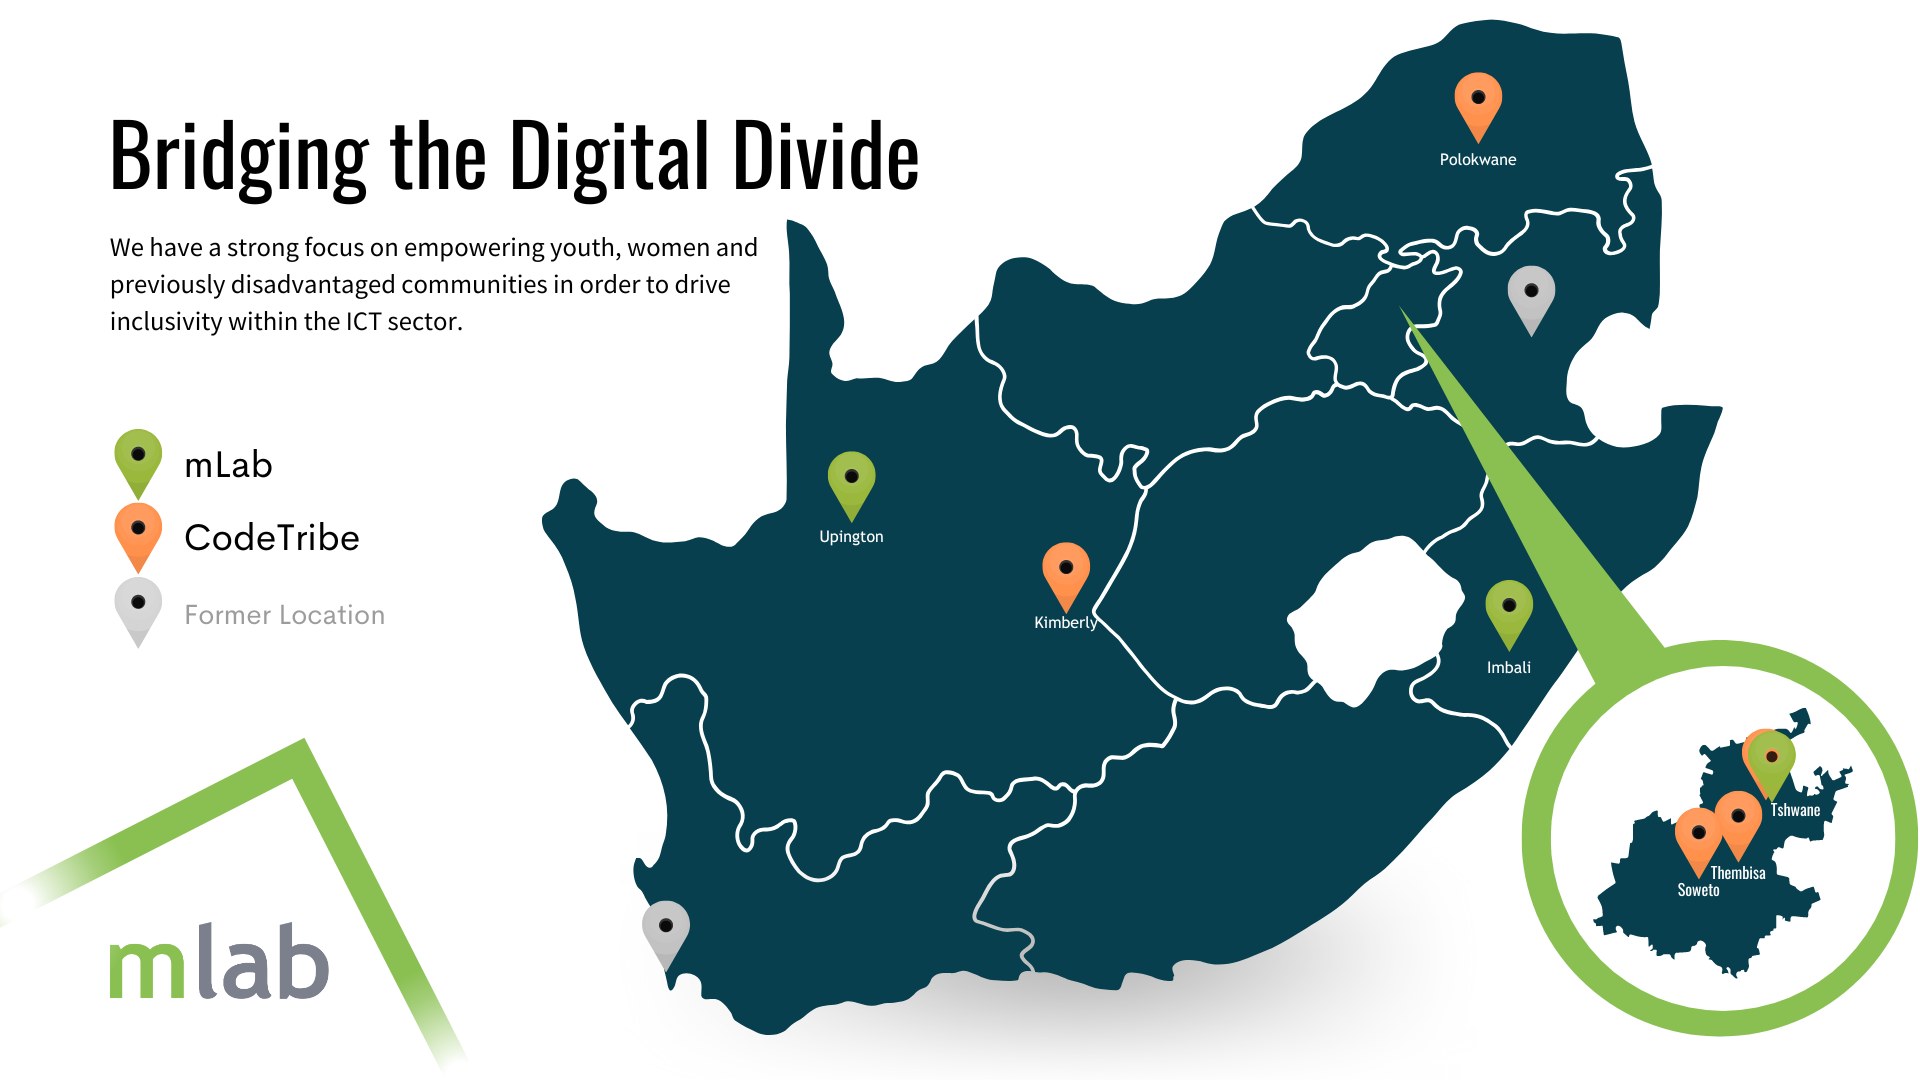 Bridging the Digital Divide
We have a strong focus on empowering youth, women and
previously disadvantaged communities in order to drive
inclusivity within the ICT sector.
mLab
CodeTribe
Former Location
mlab
Polokwane
Upington
Kimberly
Imbali
Tshwane
Thembisa
Soweto